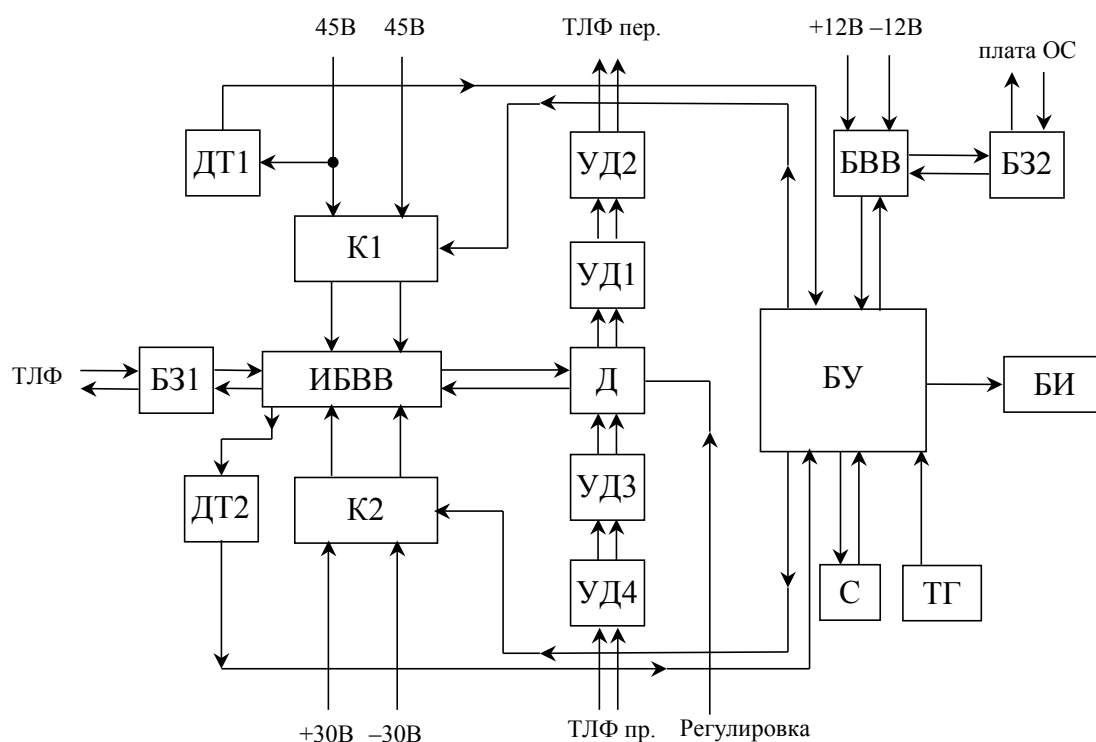 45В 45В ТЛФ пер. +12В –12В
плата ОС
ДТ1 УД2 БВВ БЗ2
К1 УД1
ТЛФ БЗ1 ИБВВ Д БУ БИ
ДТ2 К2 УД3
УД4 С ТГ
+30В –30В ТЛФ пр. Регулировка